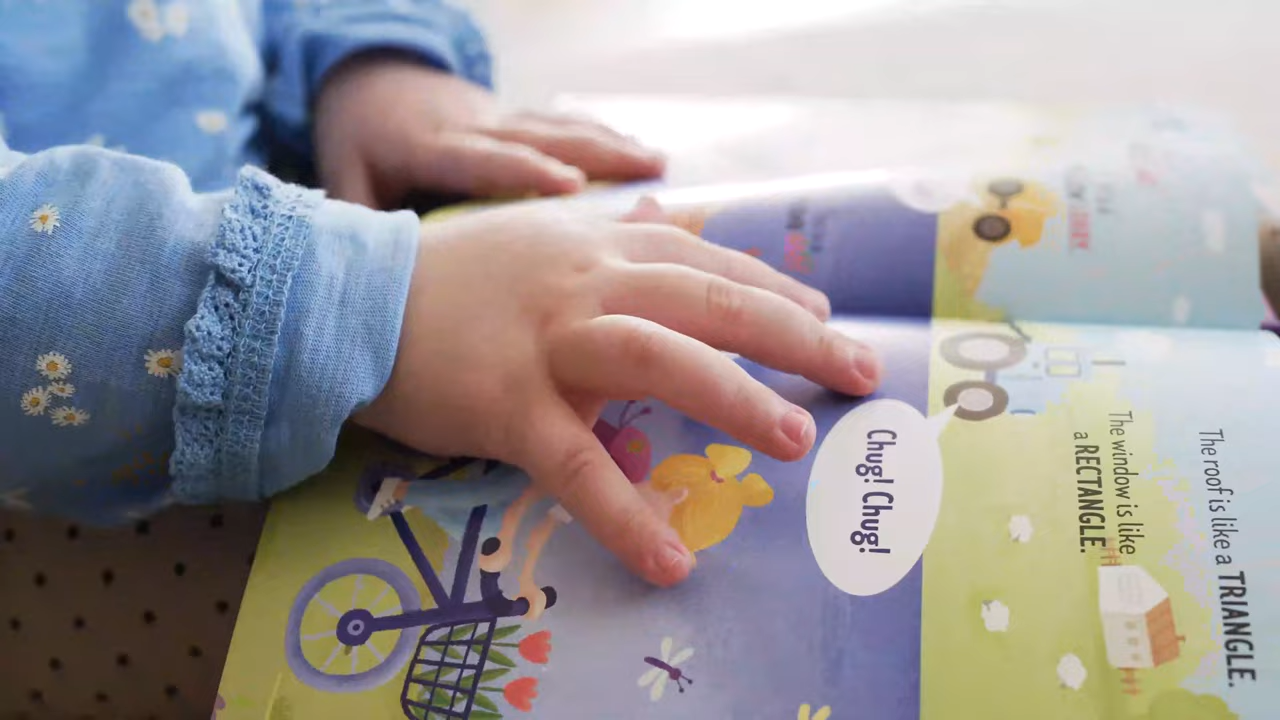 The roof is like a TRIANGLE.
The window is like
a RECTANGLE.
Chug! Chug!